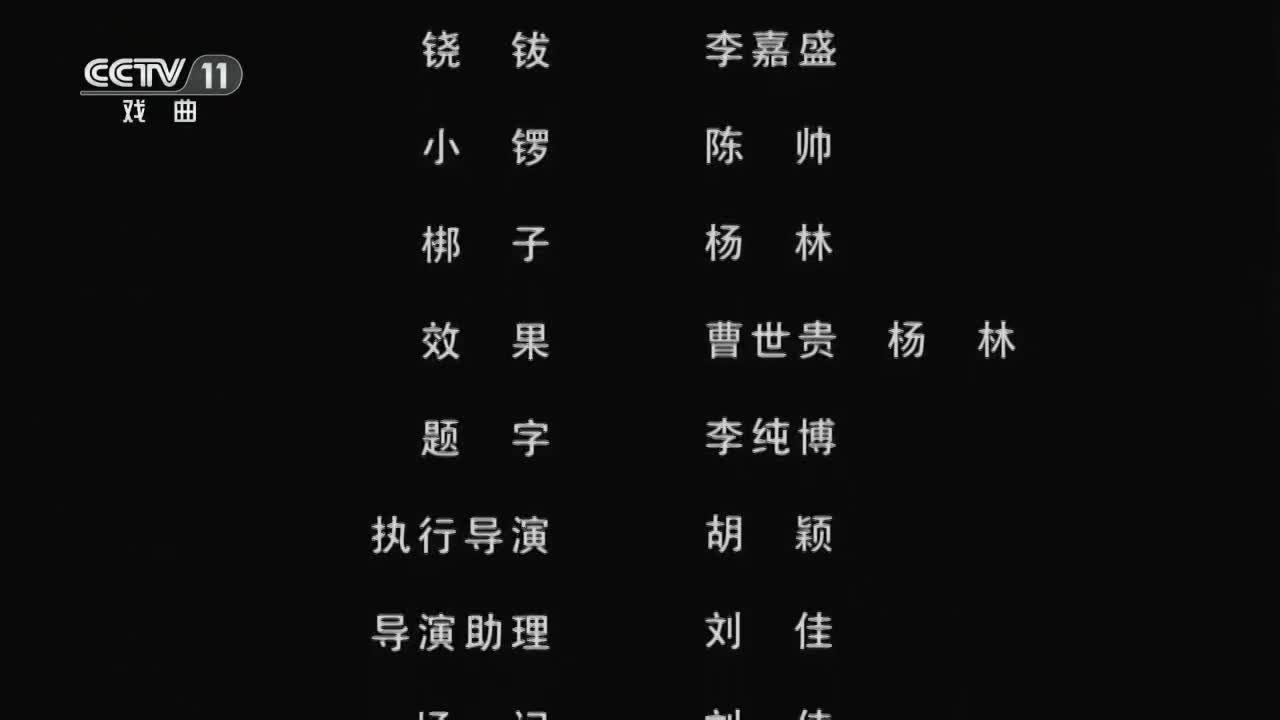 CCTV 11
戏 曲
铙 钹 李嘉盛
小 锣 陈 帅
梆 子 杨 林
效 果 曹世贵 杨 林
题 字 李纯博
执行导演 胡 颖
导演助理 刘 佳